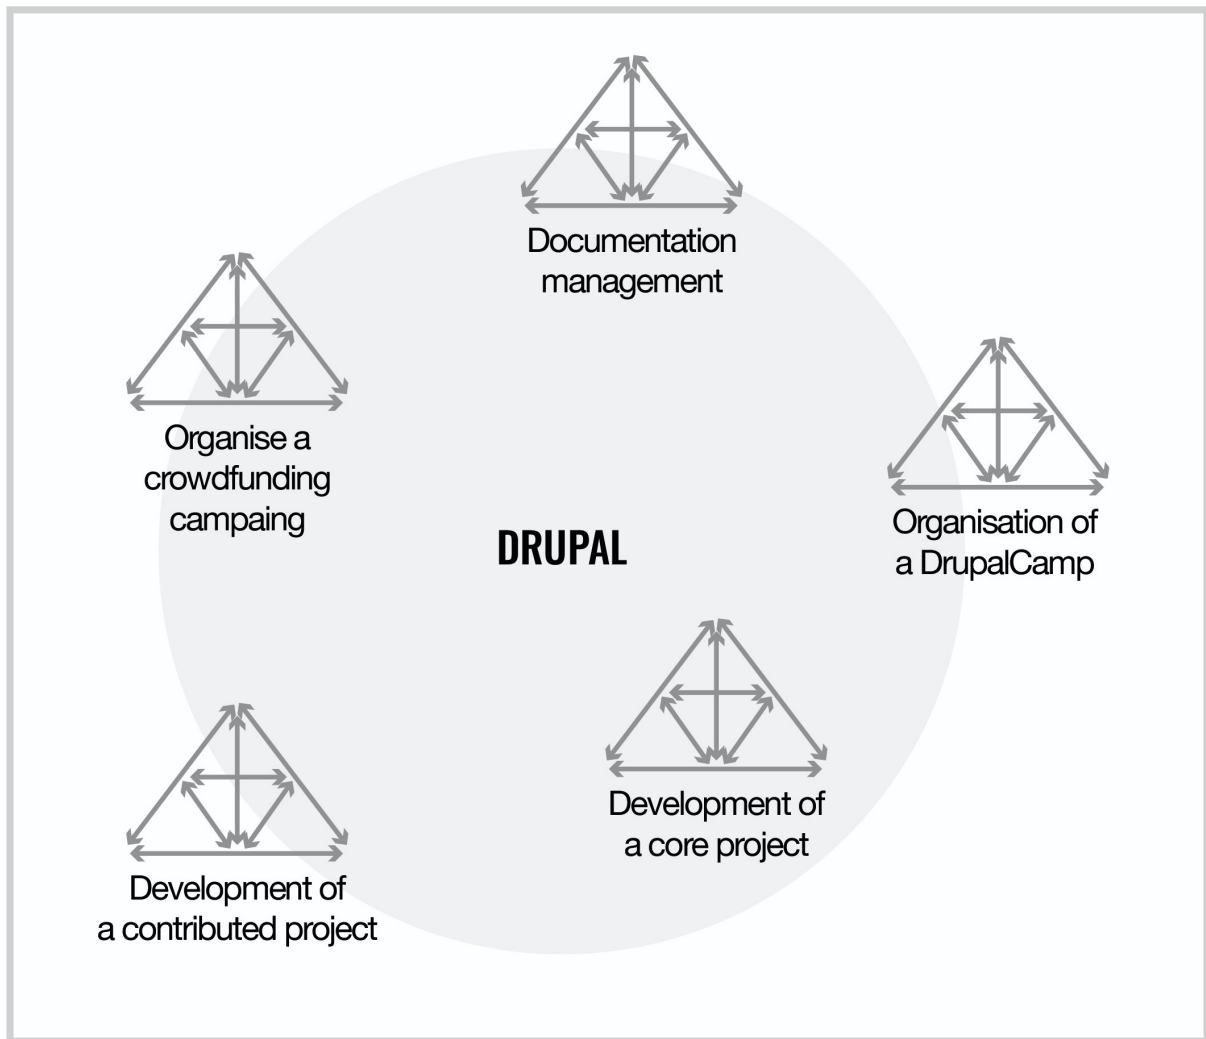 Documentation
management
Organise a
crowdfunding
campaing
Organisation of
a DrupalCamp
DRUPAL
Development of
a core project
Development of
a contributed project